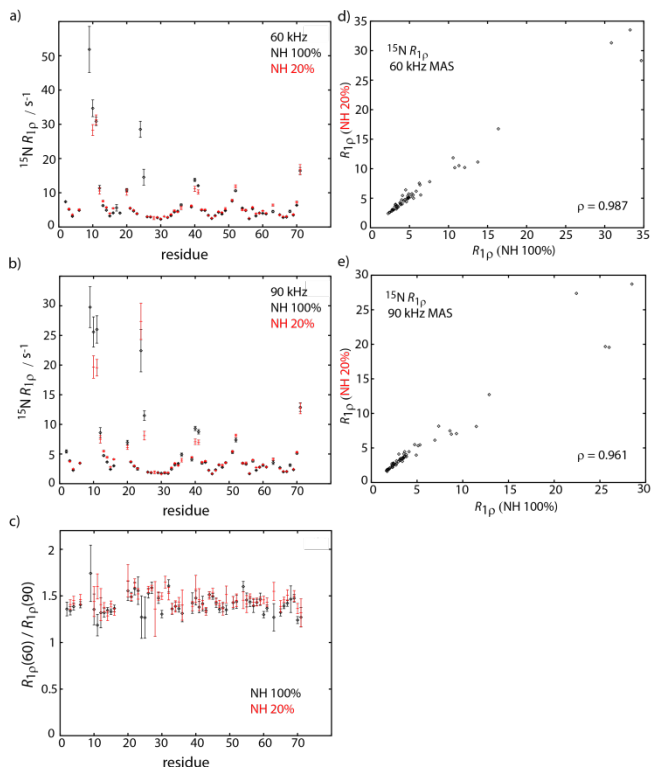 a)
60 kHz
NH 100%
NH 20%
50
40
30
20
10
0
¹⁵N R₁ρ / s⁻¹
0 10 20 30 40 50 60 70
residue
b)
90 kHz
NH 100%
NH 20%
30
25
20
15
10
5
0
¹⁵N R₁ρ / s⁻¹
0 10 20 30 40 50 60 70
residue
c)
2
1.5
1
0.5
0
R₁ρ(60) / R₁ρ(90)
NH 100%
NH 20%
0 10 20 30 40 50 60 70
residue
d)
¹⁵N R₁ρ
60 kHz MAS
35
30
25
20
15
10
5
0
R₁ρ (NH 20%)
ρ = 0.987
0 5 10 15 20 25 30 35
R₁ρ (NH 100%)
e)
¹⁵N R₁ρ
90 kHz MAS
30
25
20
15
10
5
0
R₁ρ (NH 20%)
ρ = 0.961
0 5 10 15 20 25 30
R₁ρ (NH 100%)